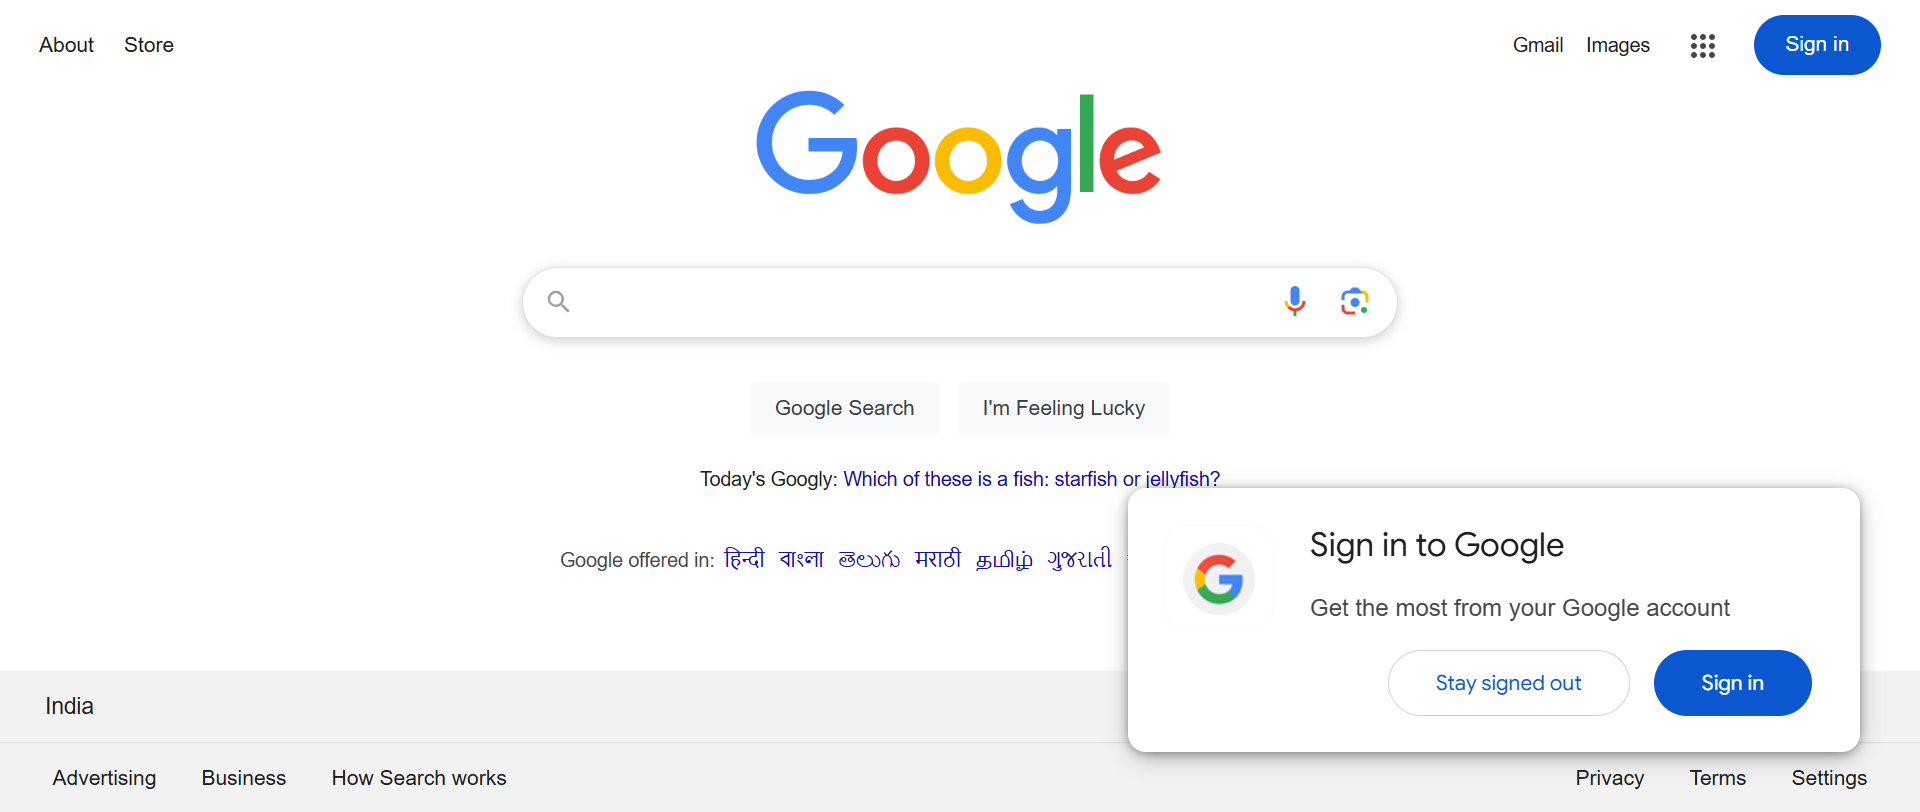 About Store Gmail Images Sign in
Google
Google Search I'm Feeling Lucky
Today's Googly: Which of these is a fish: starfish or jellyfish?
Google offered in: हिन्दी বাংলা తెలుగు मराठी தமிழ் ગુજરાતી
Sign in to Google
Get the most from your Google account
Stay signed out Sign in
India
Advertising Business How Search works Privacy Terms Settings